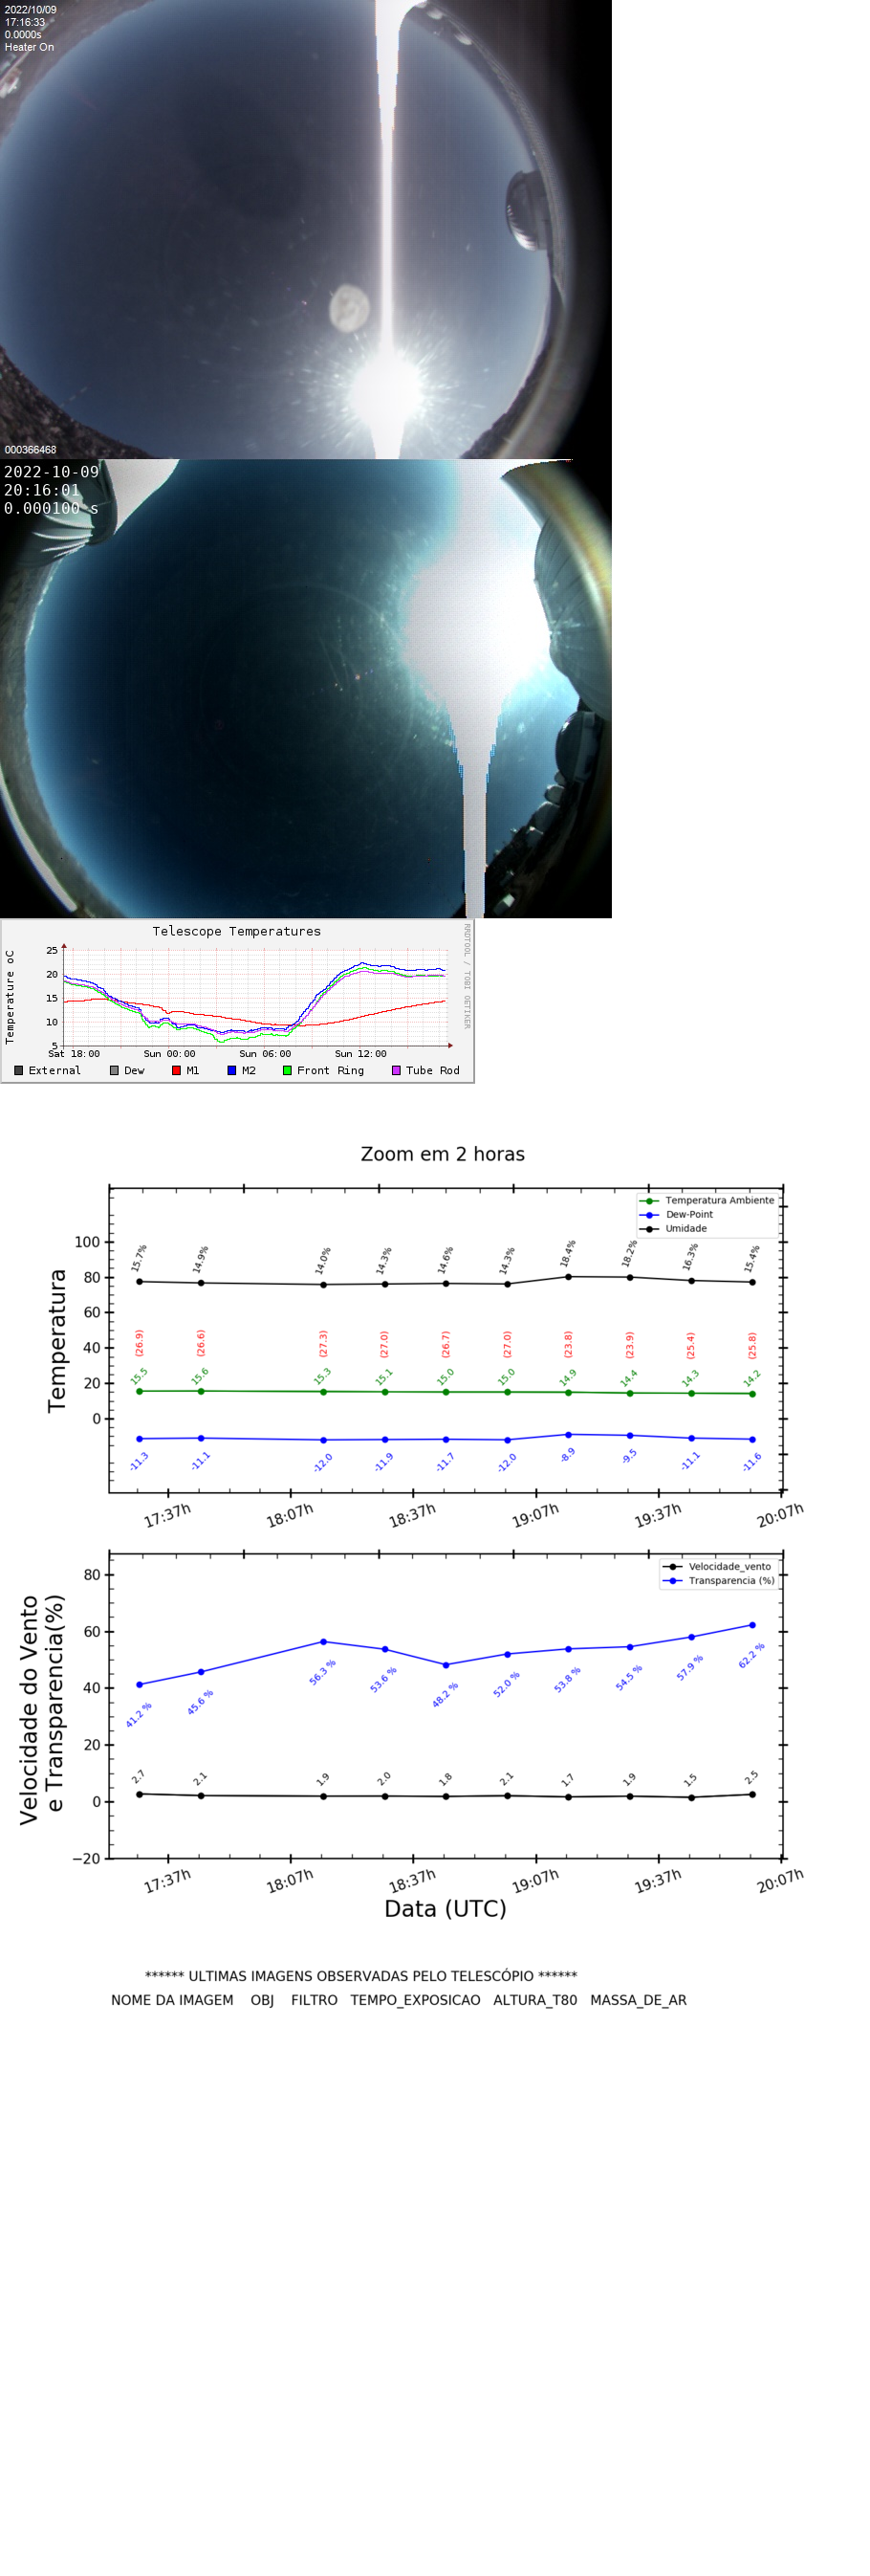 2022/10/09
17:16:33
0.0000s
Heater On
000366468
2022-10-09
20:16:01
0.000100 s
Telescope Temperatures
RRDTOOL / TOBI OETIKER
Temperature oC
25
20
15
10
5
Sat 18:00 Sun 00:00 Sun 06:00 Sun 12:00
External Dew M1 M2 Front Ring Tube Rod
Zoom em 2 horas
Temperatura Ambiente
Dew-Point
Umidade
Temperatura
100
80
60
40
20
0
15.7% 14.9% 14.0% 14.3% 14.6% 14.3% 18.4% 18.2% 16.3% 15.4%
(26.9) (26.6) (27.3) (27.0) (26.7) (27.0) (23.8) (23.9) (25.4) (25.8)
15.5 15.6 15.3 15.1 15.0 15.0 14.9 14.4 14.3 14.2
-11.3 -11.1 -12.0 -11.9 -11.7 -12.0 -8.9 -9.5 -11.1 -11.6
17:37h 18:07h 18:37h 19:07h 19:37h 20:07h
Velocidade_vento
Transparencia (%)
Velocidade do Vento
e Transparencia(%)
80
60
40
20
0
−20
41.2 % 45.6 % 56.3 % 53.6 % 48.2 % 52.0 % 53.8 % 54.5 % 57.9 % 62.2 %
2.7 2.1 1.9 2.0 1.8 2.1 1.7 1.9 1.5 2.5
17:37h 18:07h 18:37h 19:07h 19:37h 20:07h
Data (UTC)
****** ULTIMAS IMAGENS OBSERVADAS PELO TELESCÓPIO ******
NOME DA IMAGEM OBJ FILTRO TEMPO_EXPOSICAO ALTURA_T80 MASSA_DE_AR